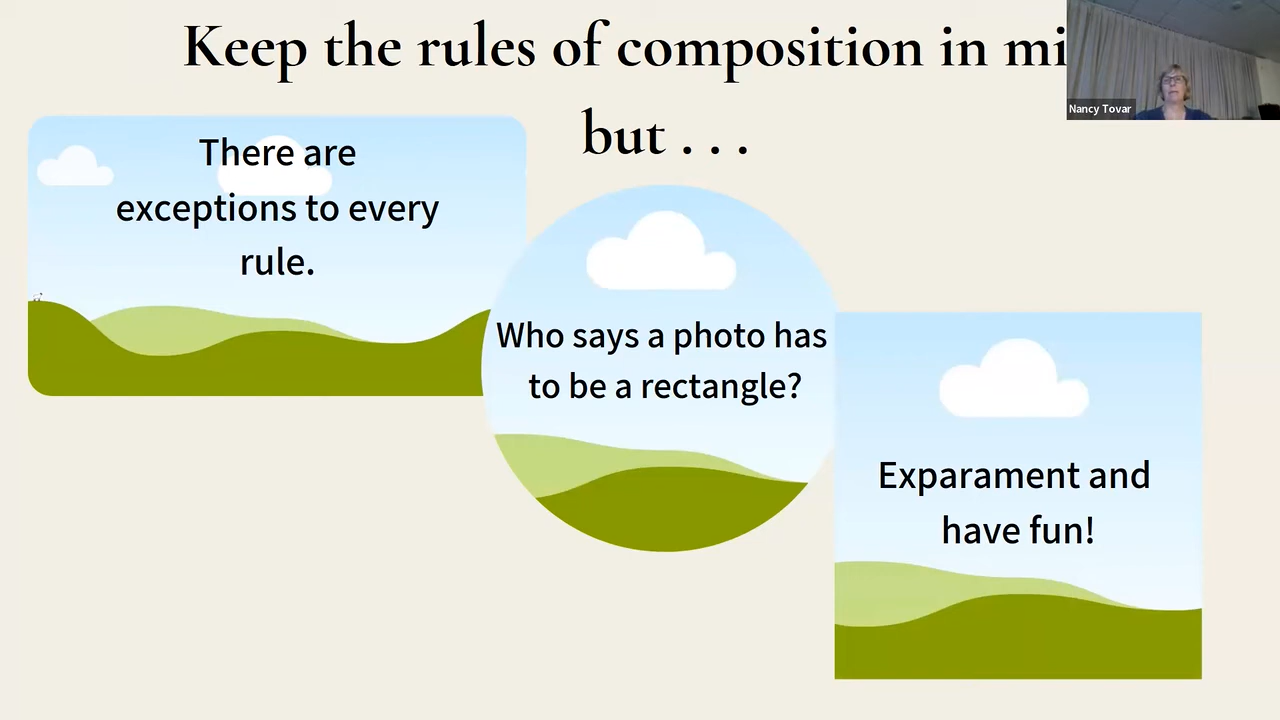 Keep the rules of composition in mi
but . . .
Nancy Tovar
There are
exceptions to every
rule.
Who says a photo has
to be a rectangle?
Exparament and
have fun!